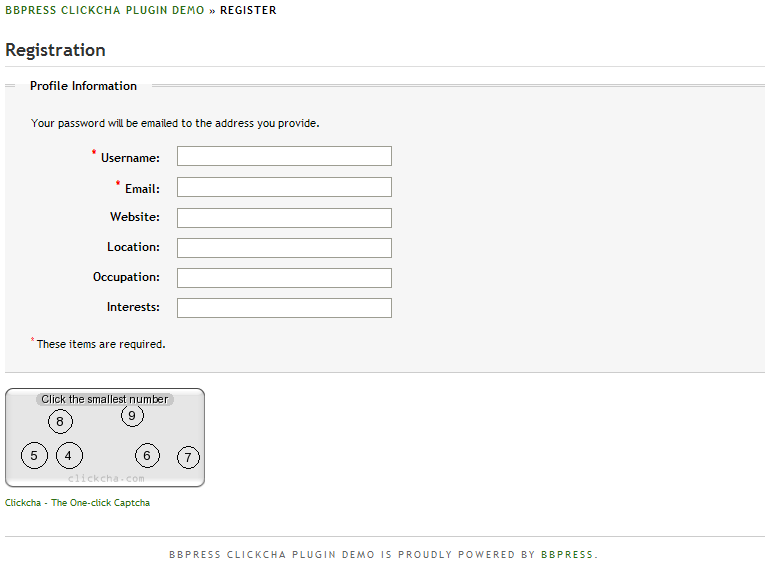 BBPRESS CLICKCHA PLUGIN DEMO » REGISTER
Registration
Profile Information
Your password will be emailed to the address you provide.
* Username:
* Email:
Website:
Location:
Occupation:
Interests:
* These items are required.
Click the smallest number
8 9
5 4 6 7
clickcha.com
Clickcha - The One-click Captcha
BBPRESS CLICKCHA PLUGIN DEMO IS PROUDLY POWERED BY BBPRESS.